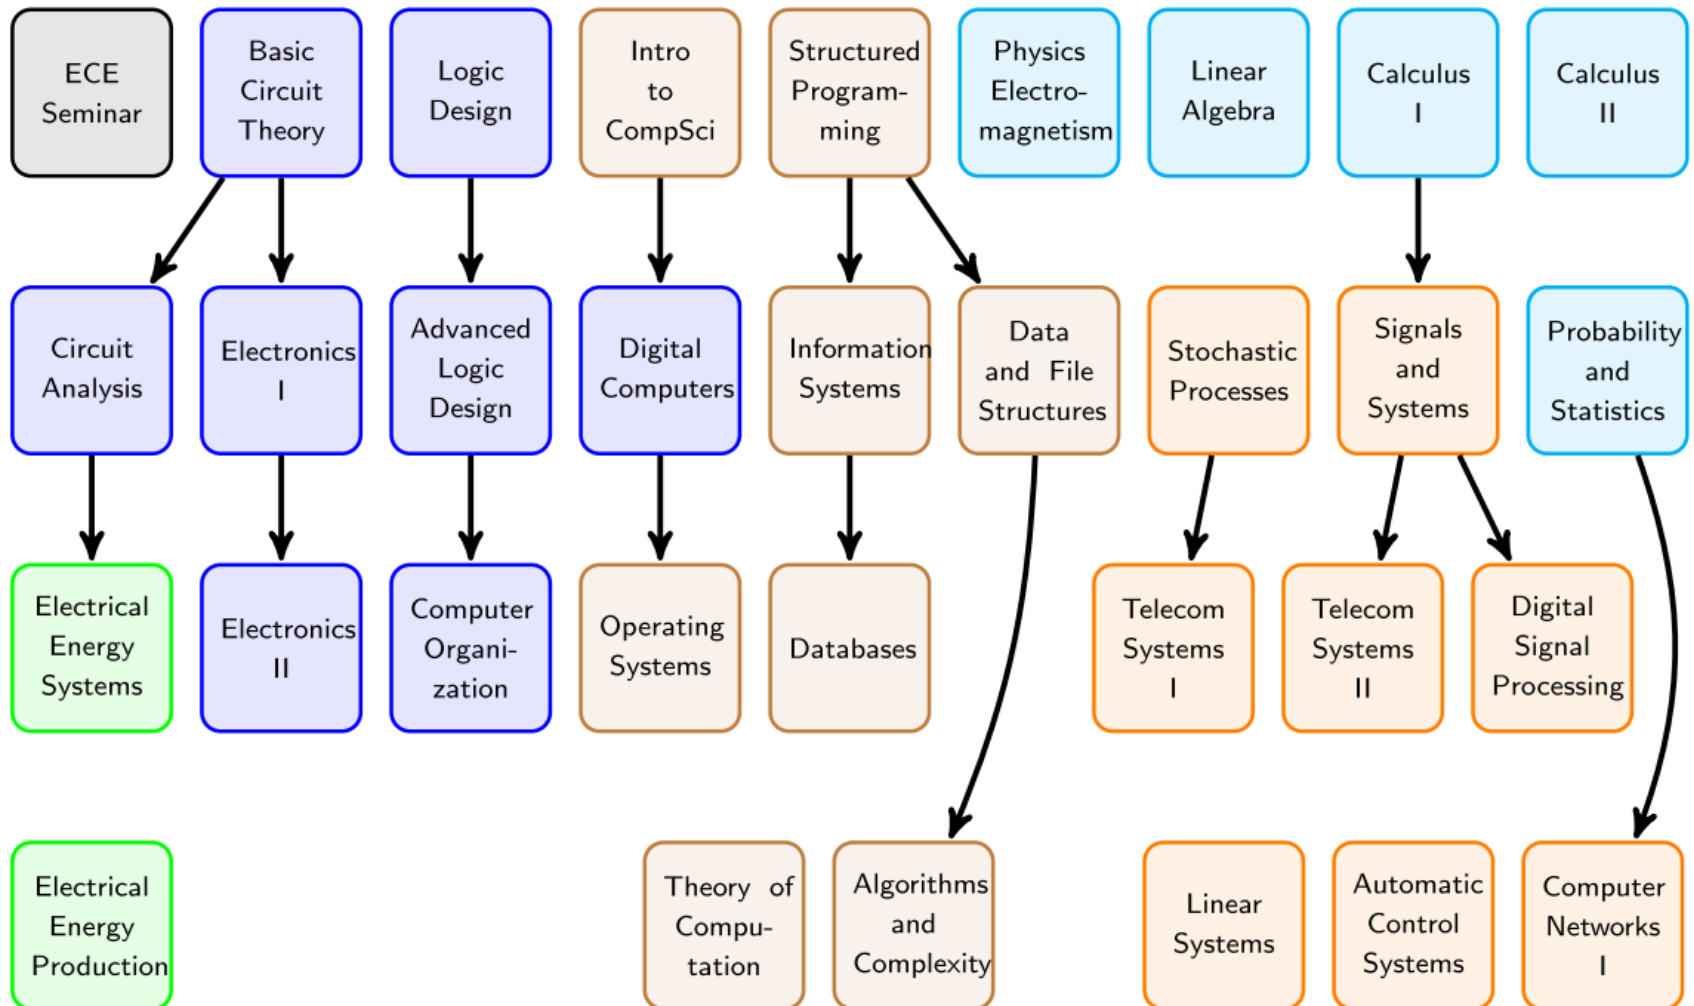 ECE
Seminar
Basic
Circuit
Theory
Logic
Design
Intro
to
CompSci
Structured
Program-
ming
Physics
Electro-
magnetism
Linear
Algebra
Calculus
I
Calculus
II
Circuit
Analysis
Electronics
I
Advanced
Logic
Design
Digital
Computers
Information
Systems
Data
and File
Structures
Stochastic
Processes
Signals
and
Systems
Probability
and
Statistics
Electrical
Energy
Systems
Electronics
II
Computer
Organi-
zation
Operating
Systems
Databases
Telecom
Systems
I
Telecom
Systems
II
Digital
Signal
Processing
Electrical
Energy
Production
Theory of
Compu-
tation
Algorithms
and
Complexity
Linear
Systems
Automatic
Control
Systems
Computer
Networks
I